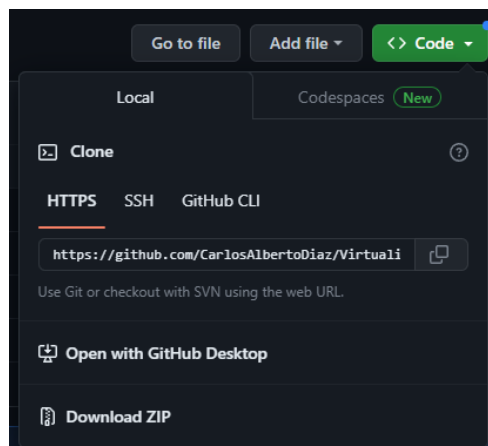 Go to file Add file Code
Local Codespaces New
Clone
HTTPS SSH GitHub CLI
https://github.com/CarlosAlbertoDiaz/Virtuali
Use Git or checkout with SVN using the web URL.
Open with GitHub Desktop
Download ZIP